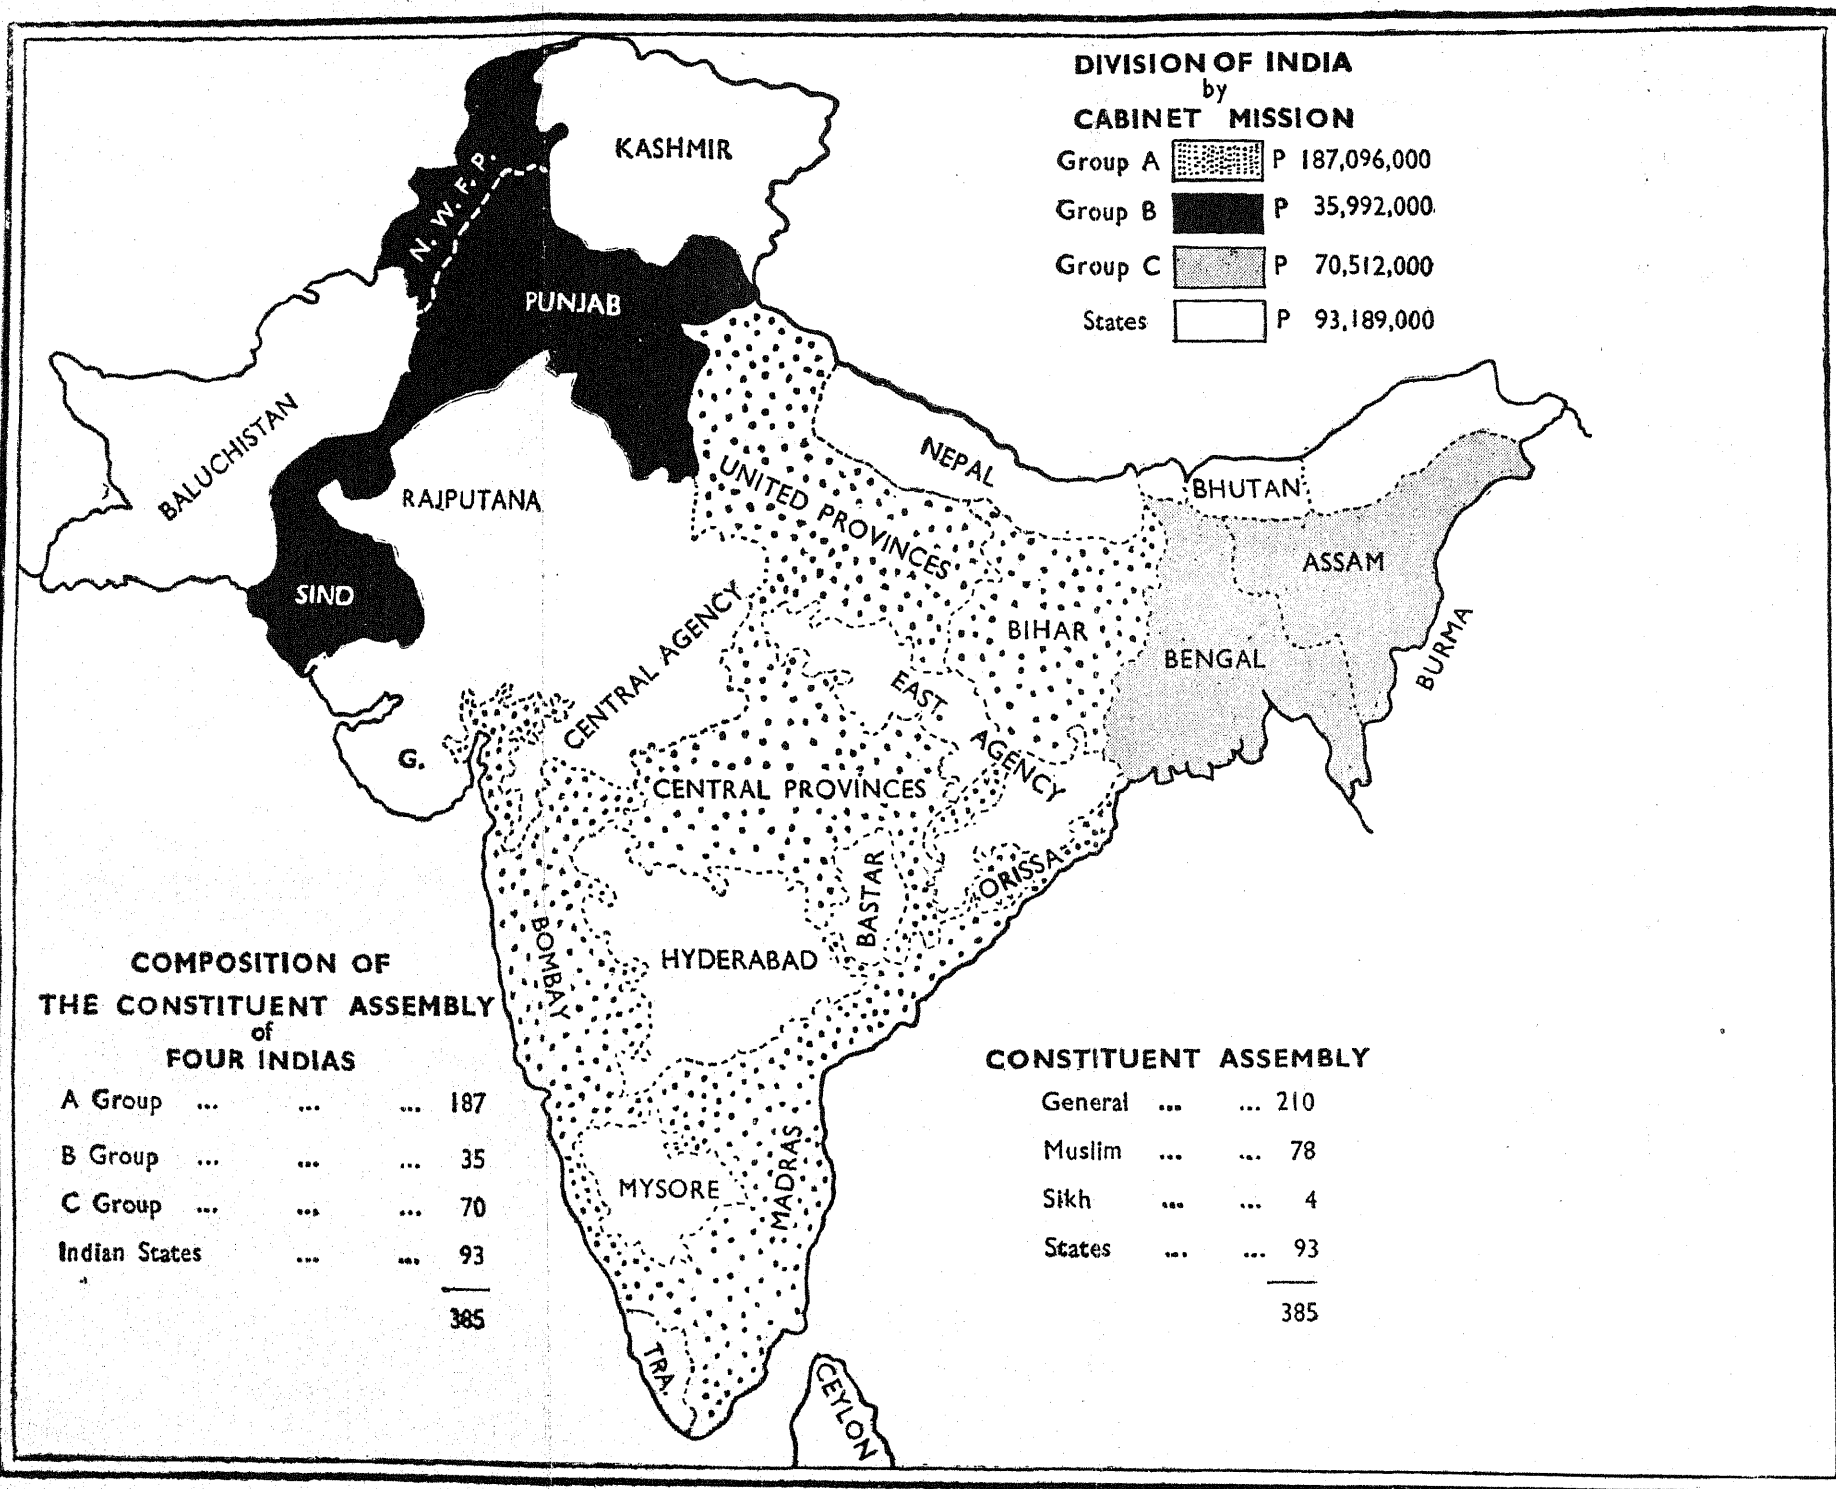 DIVISION OF INDIA
by
CABINET MISSION
Group A P 187,096,000
Group B P 35,992,000
Group C P 70,512,000
States P 93,189,000
KASHMIR
N. W. F. P.
PUNJAB
BALUCHISTAN
RAJPUTANA
SIND
NEPAL
UNITED PROVINCES
BHUTAN
ASSAM
BIHAR
BENGAL
BURMA
CENTRAL AGENCY
EAST
AGENCY
G.
CENTRAL PROVINCES
BASTAR
ORISSA
BOMBAY
HYDERABAD
MYSORE
MADRAS
TRA.
CEYLON
COMPOSITION OF
THE CONSTITUENT ASSEMBLY
of
FOUR INDIAS
A Group ... ... ... 187
B Group ... ... ... 35
C Group ... ... ... 70
Indian States ... ... 93
385
CONSTITUENT ASSEMBLY
General ... ... 210
Muslim ... ... 78
Sikh ... ... 4
States ... ... 93
385